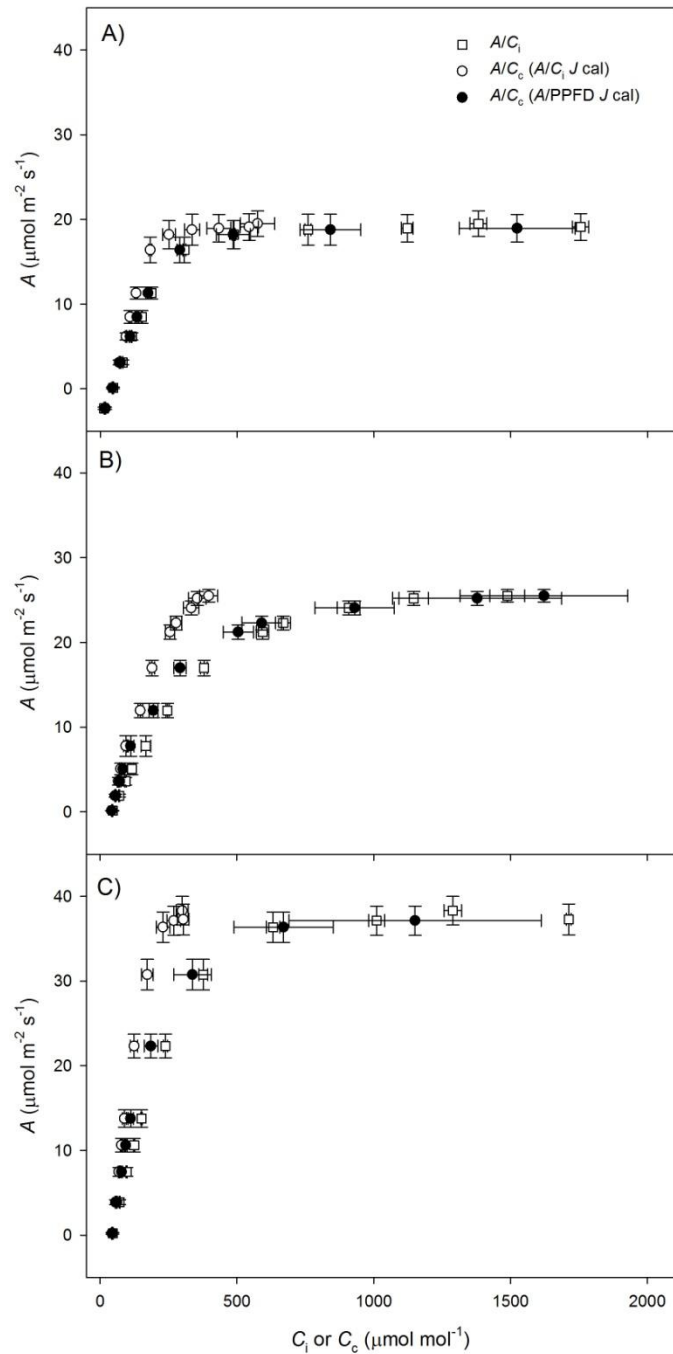 A)
A/Ci
A/Cc (A/Ci J cal)
A/Cc (A/PPFD J cal)
40
30
20
10
0
A (μmol m⁻² s⁻¹)
B)
40
30
20
10
0
A (μmol m⁻² s⁻¹)
C)
40
30
20
10
0
A (μmol m⁻² s⁻¹)
0 500 1000 1500 2000
Ci or Cc (μmol mol⁻¹)